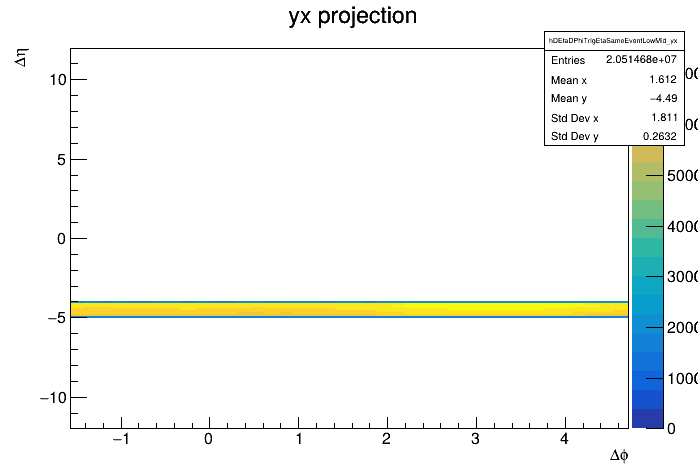 yx projection
hDEtaDPhiTrigEtaSameEventLowMid_yx
Entries 2.051468e+07
Mean x 1.612
Mean y −4.49
Std Dev x 1.811
Std Dev y 0.2632
Δη
10
5
0
−5
−10
−1
0
1
2
3
4
Δϕ
5000
4000
3000
2000
1000
0